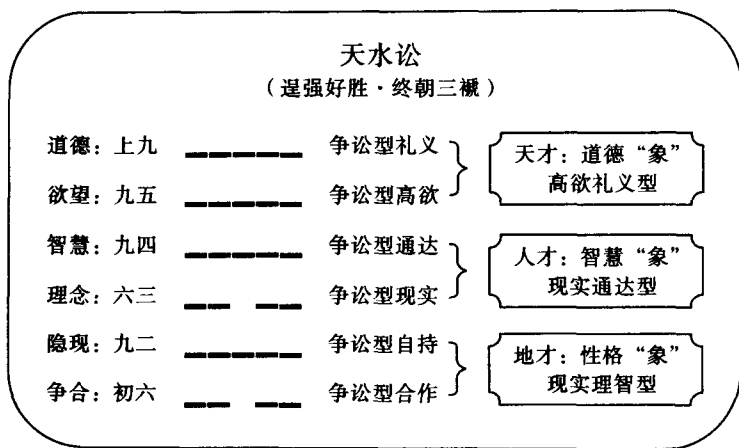 天水讼
（逞强好胜·终朝三褫）
道德：上九 争讼型礼义
欲望：九五 争讼型高欲
天才：道德“象”
高欲礼义型
智慧：九四 争讼型通达
理念：六三 争讼型现实
人才：智慧“象”
现实通达型
隐现：九二 争讼型自持
争合：初六 争讼型合作
地才：性格“象”
现实理智型